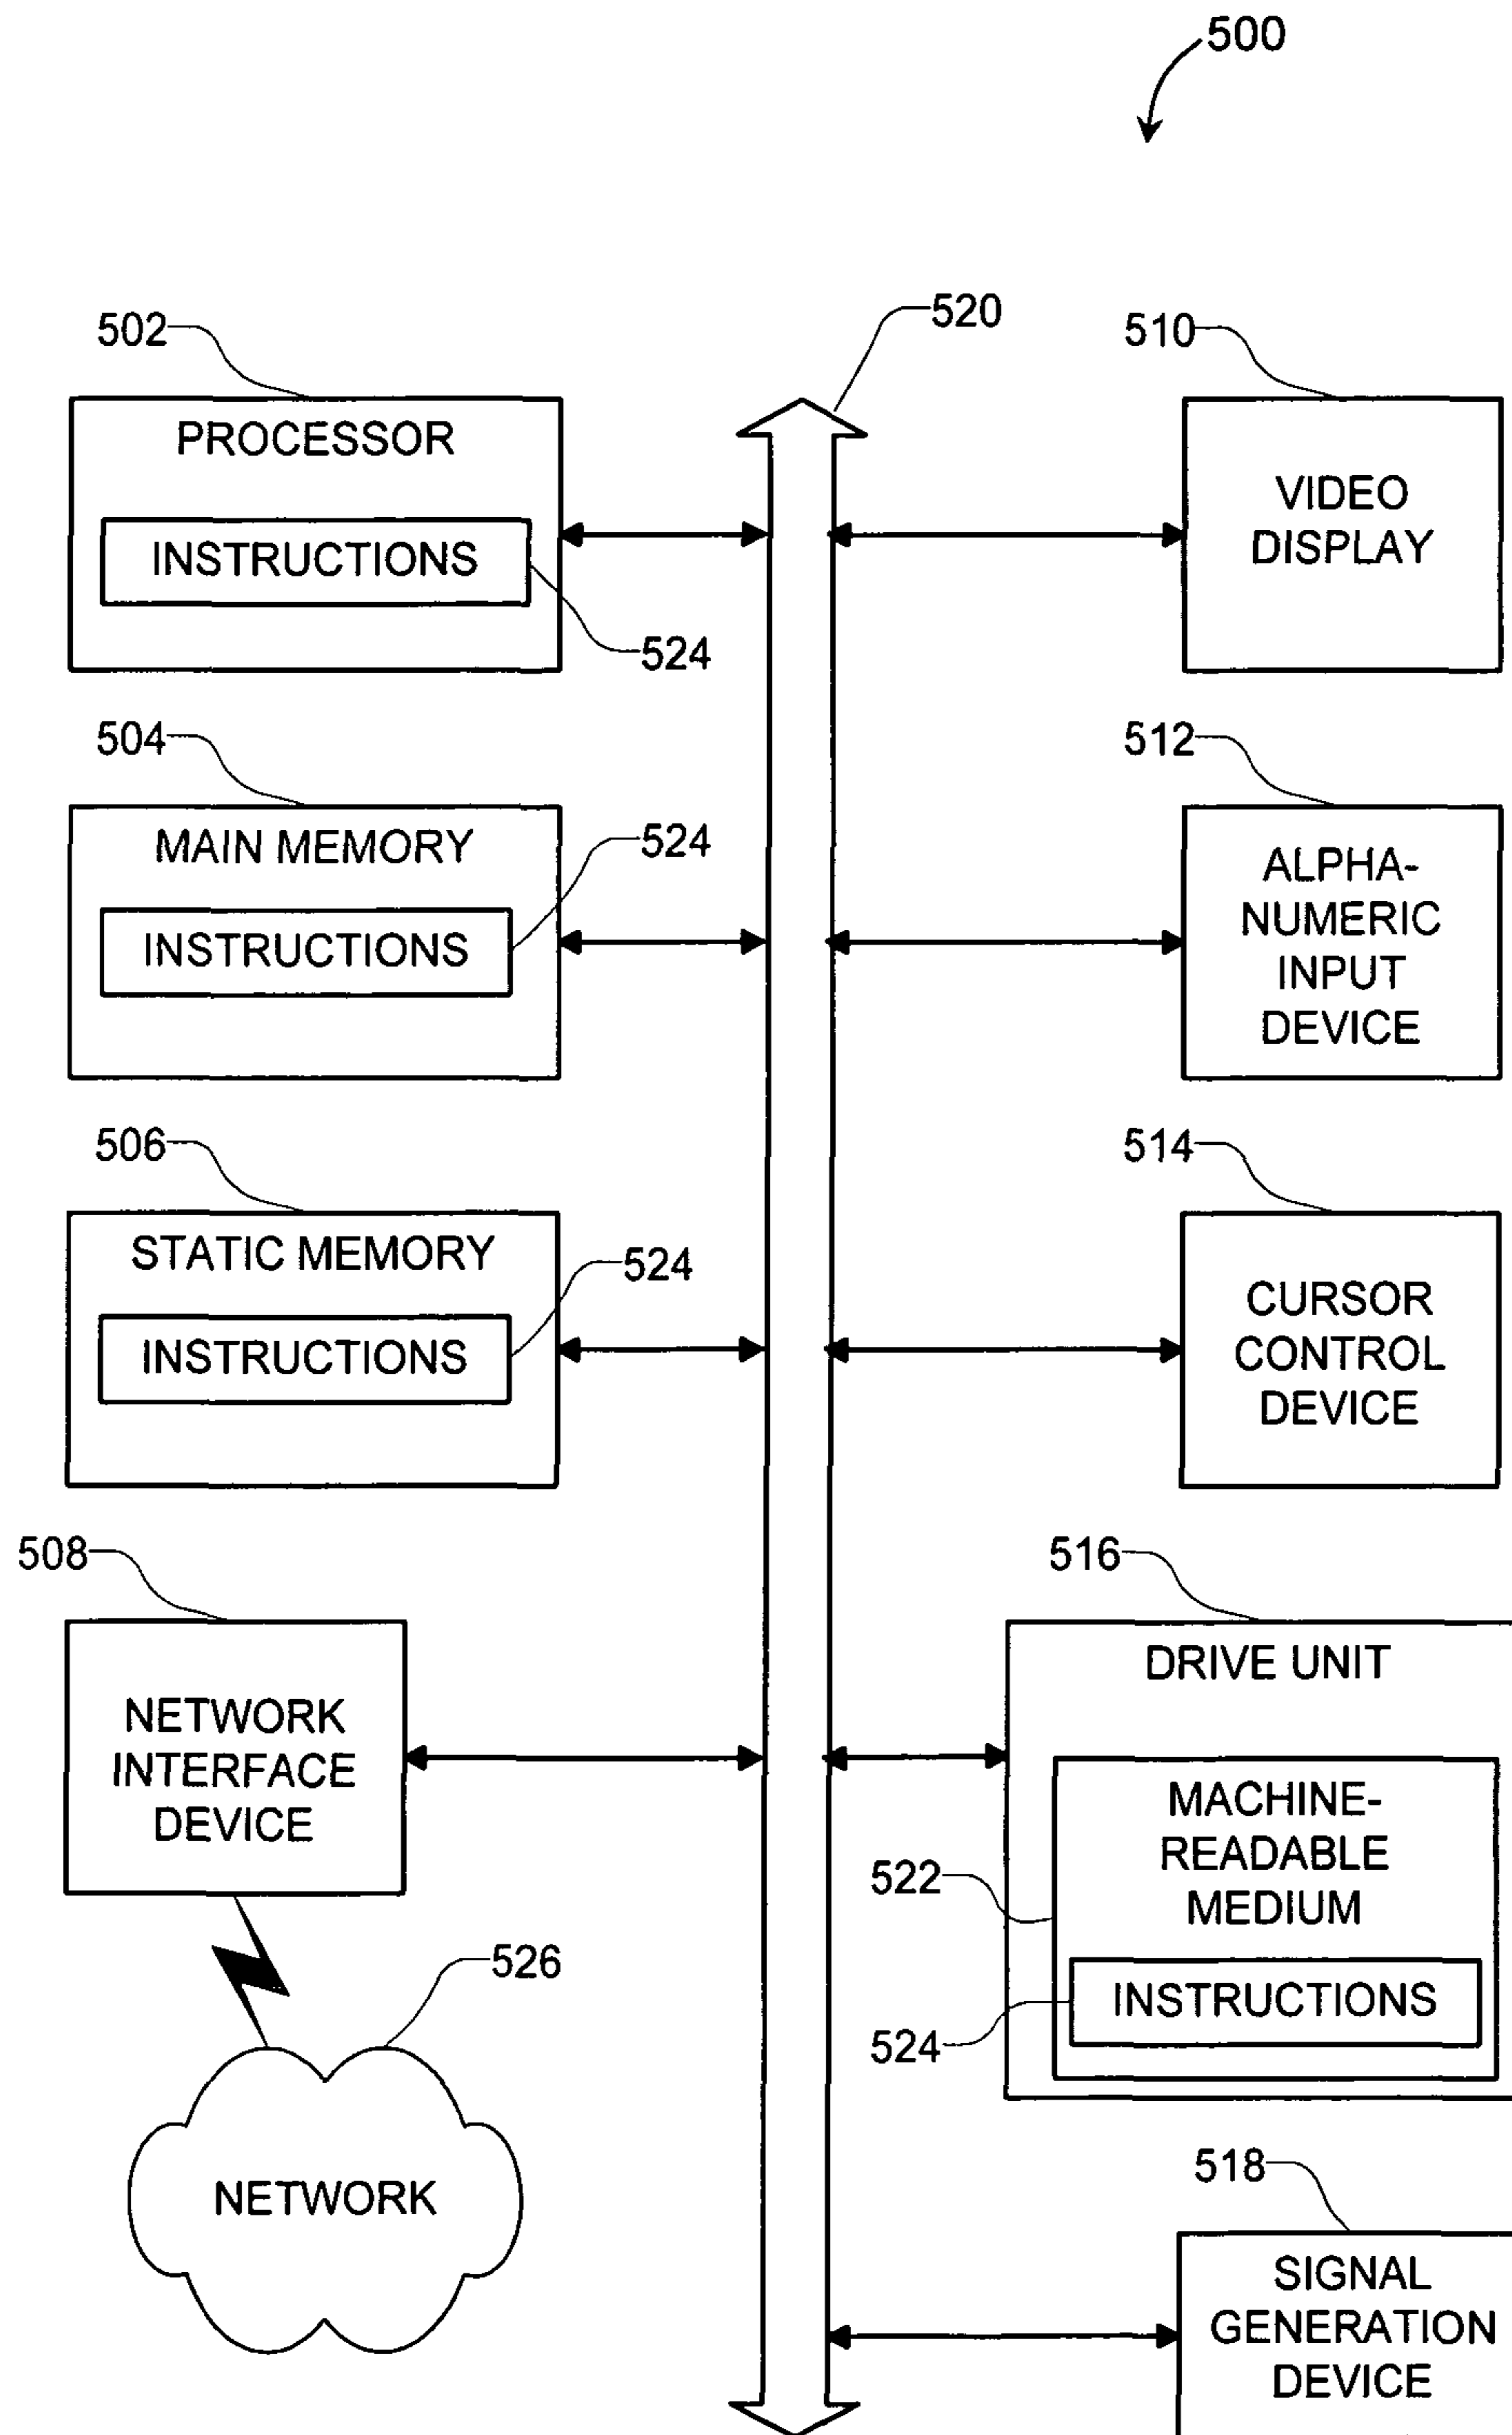 500
520
502
PROCESSOR
INSTRUCTIONS
524
504
MAIN MEMORY
524
INSTRUCTIONS
506
STATIC MEMORY
524
INSTRUCTIONS
508
NETWORK
INTERFACE
DEVICE
526
NETWORK
510
VIDEO
DISPLAY
512
ALPHA-
NUMERIC
INPUT
DEVICE
514
CURSOR
CONTROL
DEVICE
516
DRIVE UNIT
MACHINE-
READABLE
MEDIUM
522
INSTRUCTIONS
524
518
SIGNAL
GENERATION
DEVICE